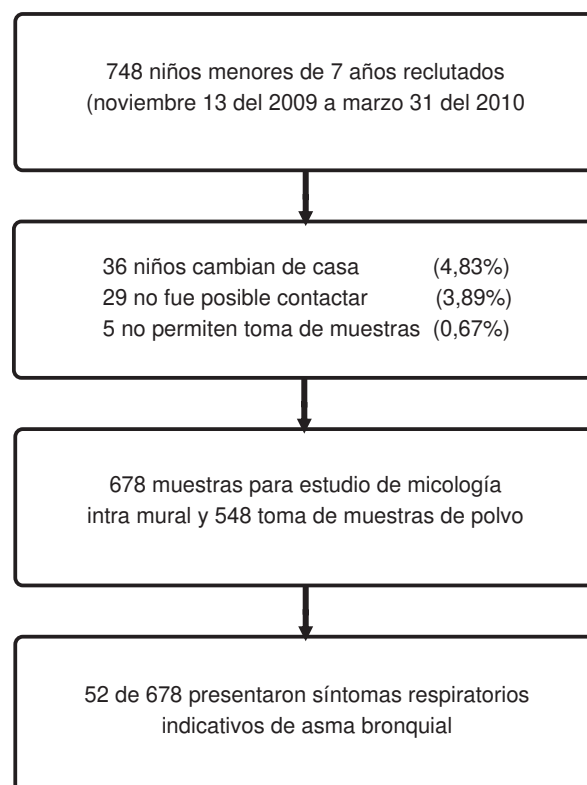 748 niños menores de 7 años reclutados
(noviembre 13 del 2009 a marzo 31 del 2010
36 niños cambian de casa (4,83%)
29 no fue posible contactar (3,89%)
5 no permiten toma de muestras (0,67%)
678 muestras para estudio de micología
intra mural y 548 toma de muestras de polvo
52 de 678 presentaron síntomas respiratorios
indicativos de asma bronquial